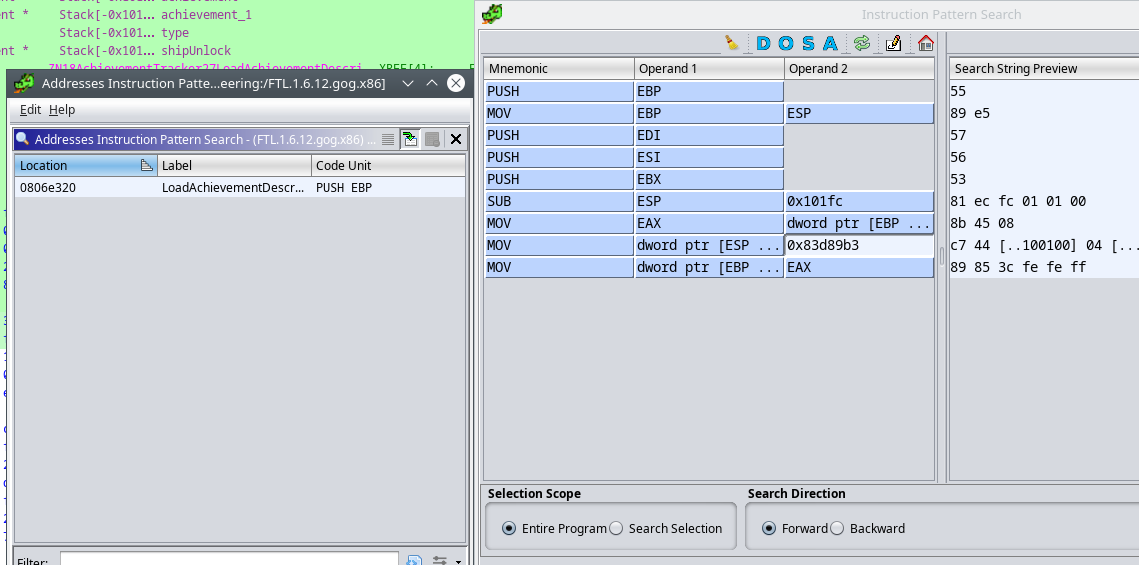 Stack[-0x101... achievement
ent * Stack[-0x101... achievement_1
Stack[-0x101... type
ent * Stack[-0x101... shipUnlock
Addresses Instruction Patte...eering:/FTL.1.6.12.gog.x86]
Edit Help
Addresses Instruction Pattern Search - (FTL.1.6.12.gog.x86) ...
Location Label Code Unit
0806e320 LoadAchievementDescr... PUSH EBP
Filter:
Instruction Pattern Search
D O S A
Mnemonic Operand 1 Operand 2 Search String Preview
PUSH EBP 55
MOV EBP ESP 89 e5
PUSH EDI 57
PUSH ESI 56
PUSH EBX 53
SUB ESP 0x101fc 81 ec fc 01 01 00
MOV EAX dword ptr [EBP ... 8b 45 08
MOV dword ptr [ESP ... 0x83d89b3 c7 44 [..100100] 04 [...
MOV dword ptr [EBP ... EAX 89 85 3c fe fe ff
Selection Scope Search Direction
Entire Program Search Selection Forward Backward